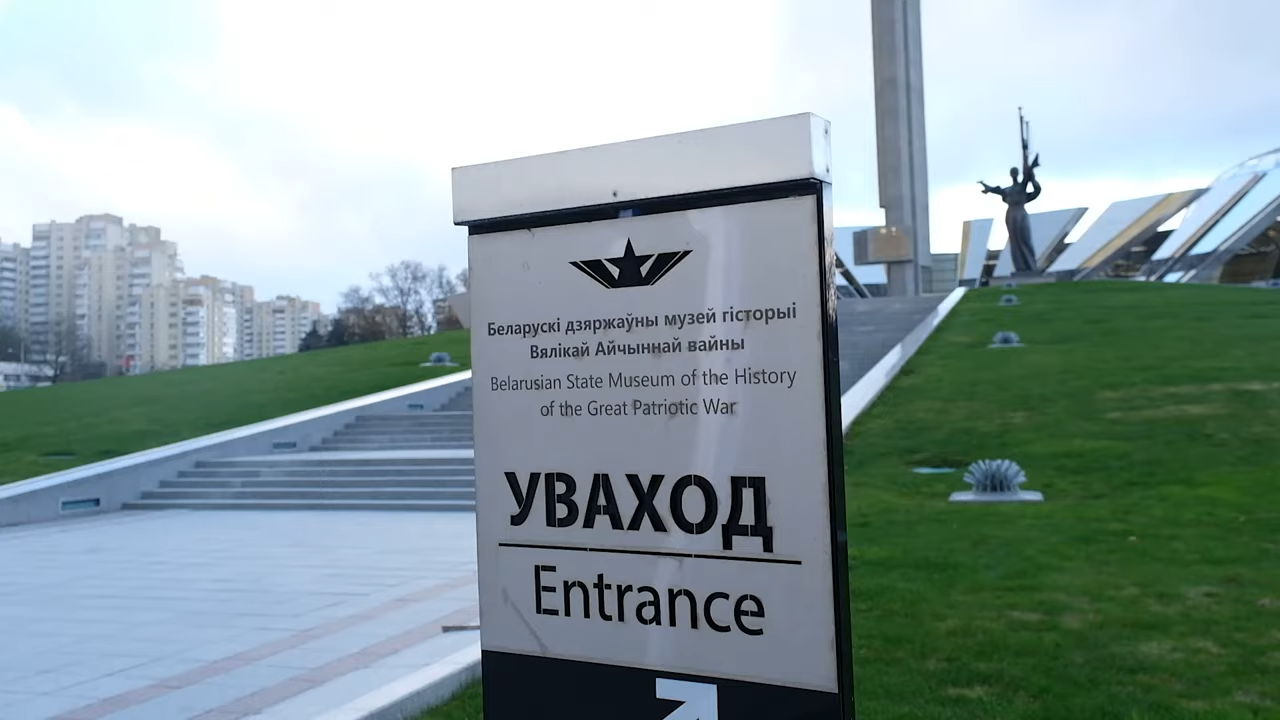 Беларускі дзяржаўны музей гісторыі
Вялікай Айчыннай вайны
Belarusian State Museum of the History
of the Great Patriotic War
УВАХОД
Entrance